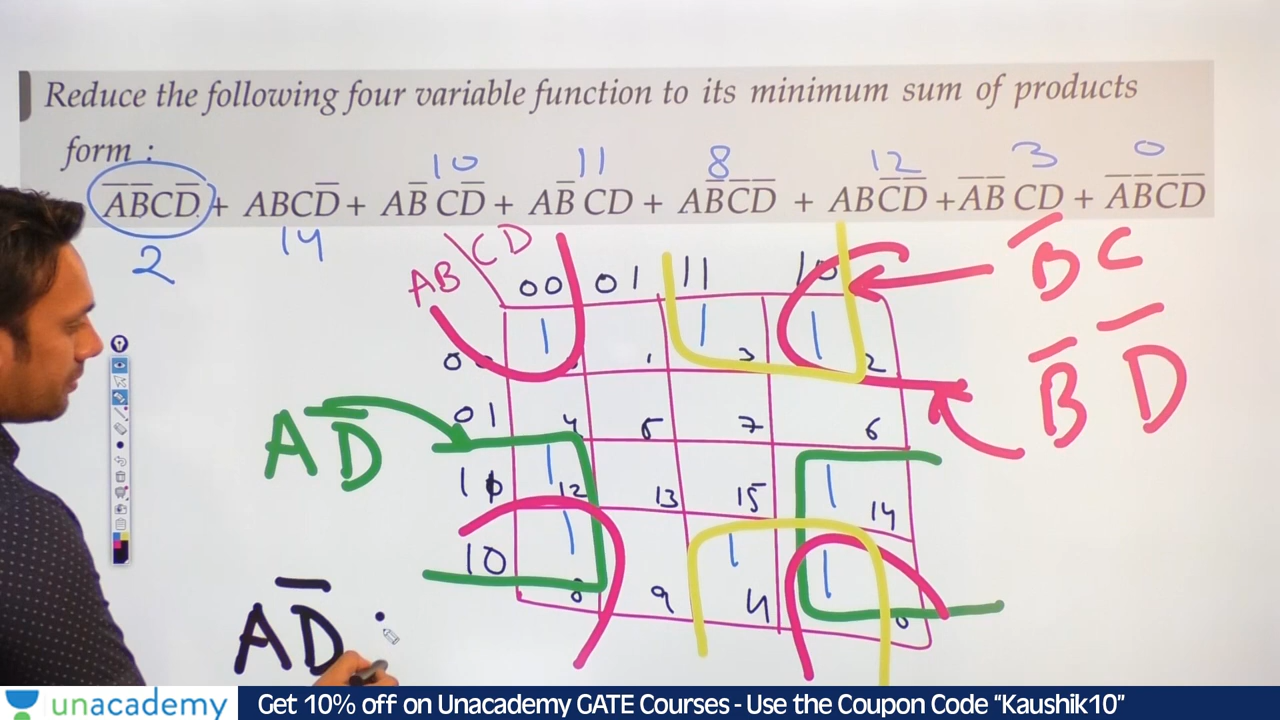 Reduce the following four variable function to its minimum sum of products
form :
10 11 8 12 3 0
A̅B̅CD̅ + ABCD̅ + AB̅CD̅ + AB̅CD + AB̅C̅D̅ + ABC̅D̅ + A̅B̅CD + A̅B̅C̅D̅
2 14
CD
AB 00 01 11 10
B̅C
1 1 1
0 1 3 2
B̅D̅
01 4 5 7 6
AD̅
1 1
12 13 15 14
1 1 1
10 8 9 11
AD̅
unacademy Get 10% off on Unacademy GATE Courses - Use the Coupon Code “Kaushik10”